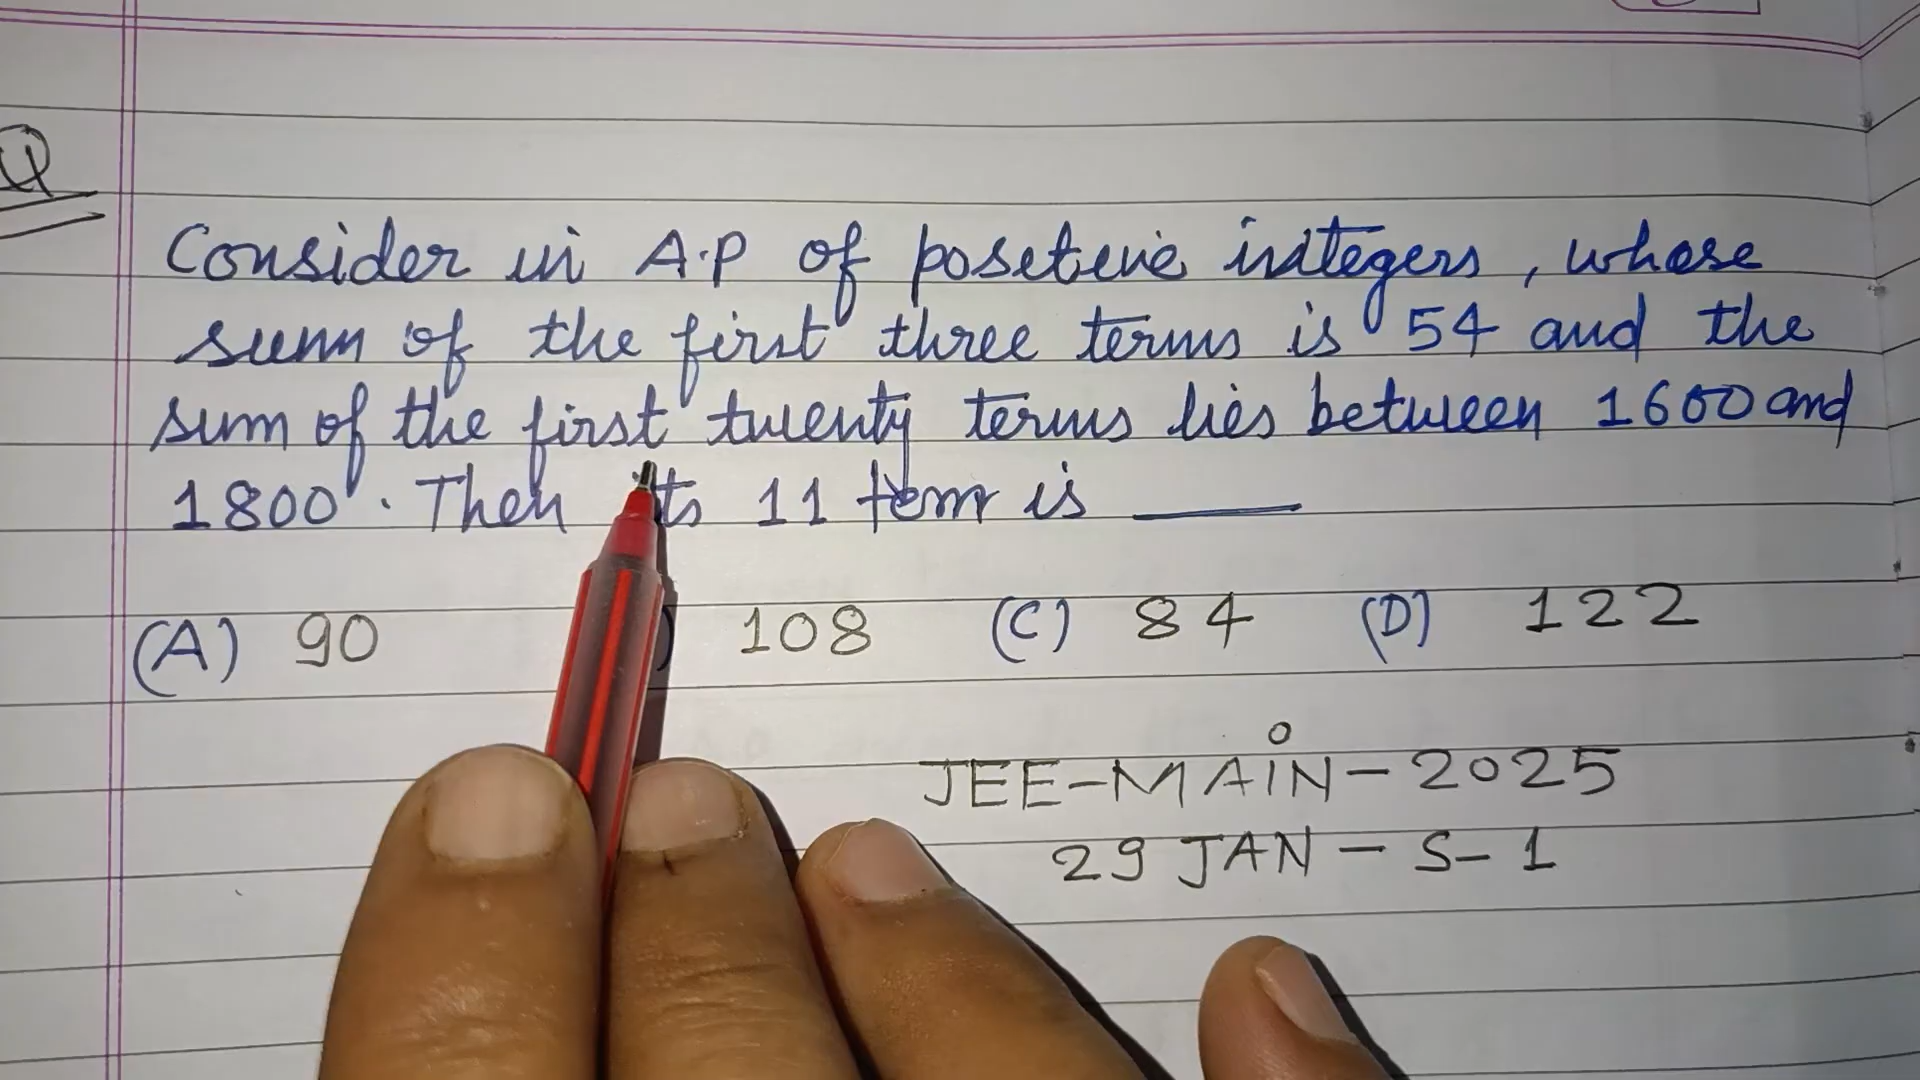 Q
Consider in A.P of posetive integers, whose
sum of the first three terms is 54 and the
sum of the first twenty terms lies between 1600 and
1800. Then its 11 term is ____
(A) 90 ) 108 (C) 84 (D) 122
JEE-MAIN-2025
29 JAN - S-1